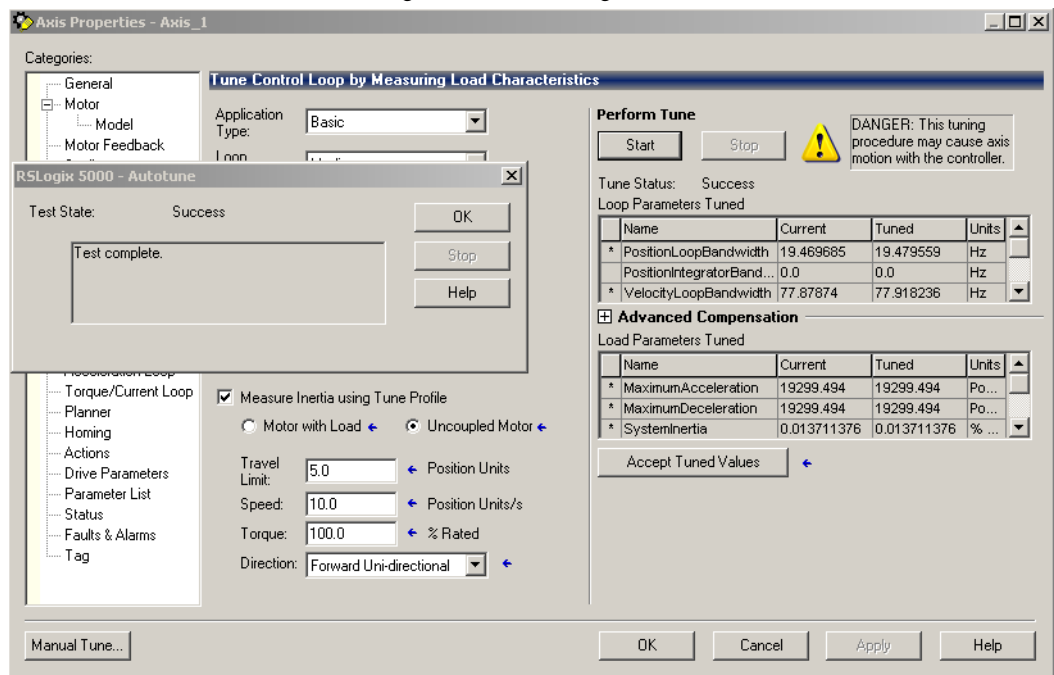 Axis Properties - Axis_1
Categories:
General
Motor
Model
Motor Feedback
Torque/Current Loop
Planner
Homing
Actions
Drive Parameters
Parameter List
Status
Faults & Alarms
Tag
Tune Control Loop by Measuring Load Characteristics
Application
Type:
Basic
Loop
RSLogix 5000 - Autotune
Test State: Success
Test complete.
OK
Stop
Help
Measure Inertia using Tune Profile
Motor with Load
Uncoupled Motor
Travel
Limit:
5.0
Position Units
Speed: 10.0 Position Units/s
Torque: 100.0 % Rated
Direction: Forward Uni-directional
Perform Tune
Start
Stop
DANGER: This tuning
procedure may cause axis
motion with the controller.
Tune Status: Success
Loop Parameters Tuned
Name Current Tuned Units
* PositionLoopBandwidth 19.469685 19.479559 Hz
PositionIntegratorBand... 0.0 0.0 Hz
* VelocityLoopBandwidth 77.87874 77.918236 Hz
Advanced Compensation
Load Parameters Tuned
Name Current Tuned Units
* MaximumAcceleration 19299.494 19299.494 Po...
* MaximumDeceleration 19299.494 19299.494 Po...
* SystemInertia 0.013711376 0.013711376 % ...
Accept Tuned Values
Manual Tune...
OK
Cancel
Apply
Help